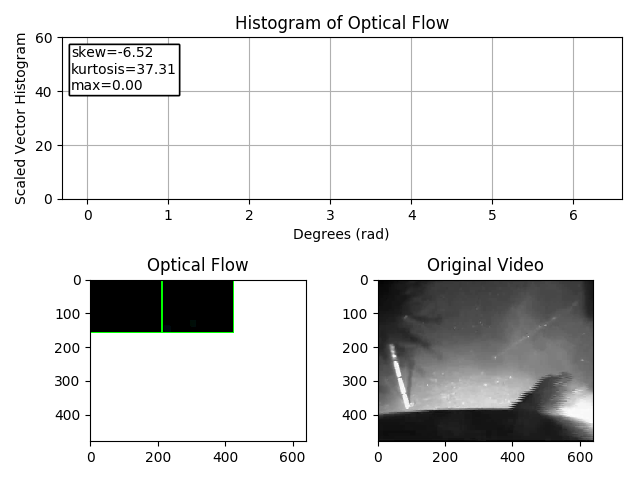 Histogram of Optical Flow
60
40
20
0
Scaled Vector Histogram
skew=-6.52
kurtosis=37.31
max=0.00
0 1 2 3 4 5 6
Degrees (rad)
Optical Flow
0
100
200
300
400
0 200 400 600
Original Video
0
100
200
300
400
0 200 400 600